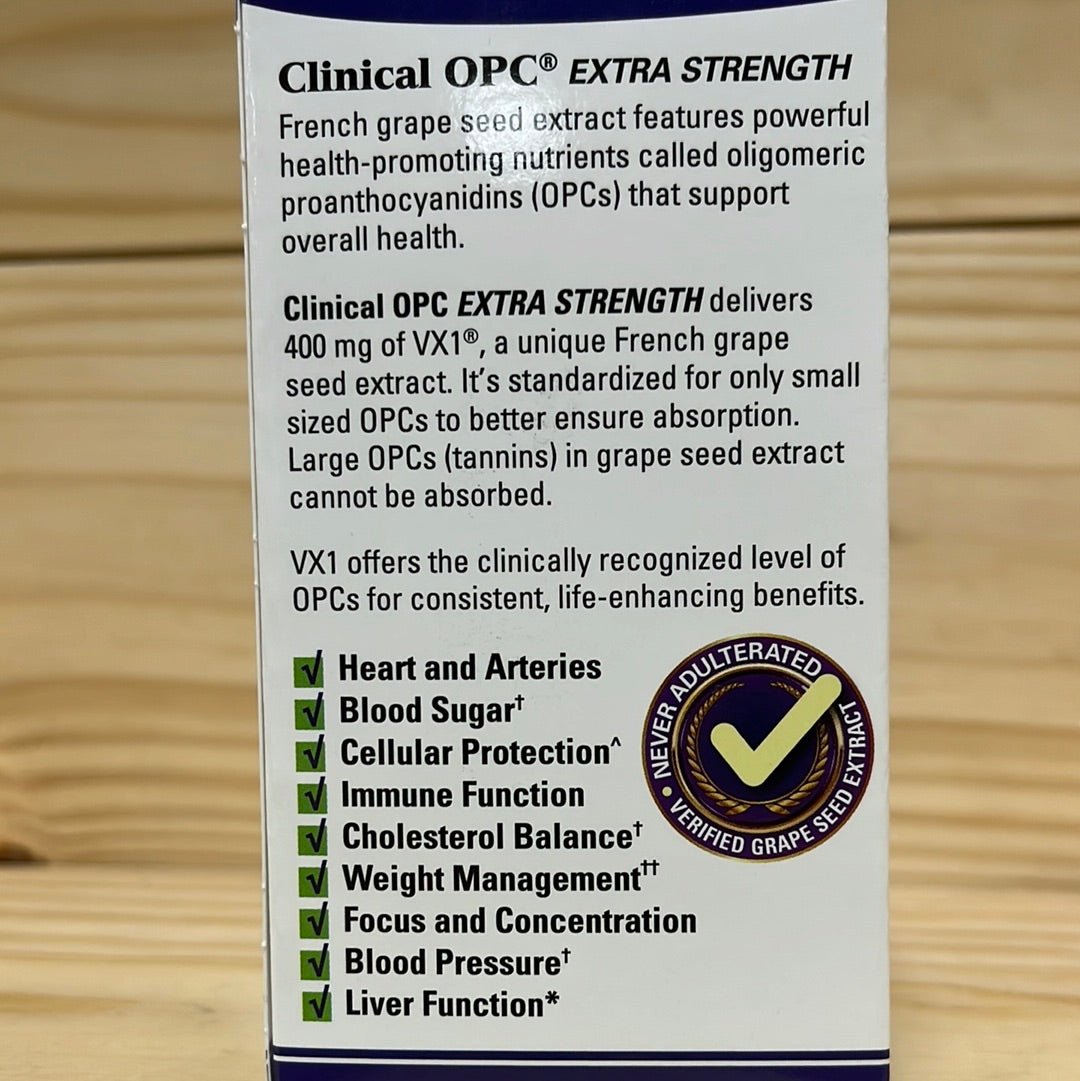 Clinical OPC® EXTRA STRENGTH
French grape seed extract features powerful
health-promoting nutrients called oligomeric
proanthocyanidins (OPCs) that support
overall health.
Clinical OPC EXTRA STRENGTH delivers
400 mg of VX1®, a unique French grape
seed extract. It's standardized for only small
sized OPCs to better ensure absorption.
Large OPCs (tannins) in grape seed extract
cannot be absorbed.
VX1 offers the clinically recognized level of
OPCs for consistent, life-enhancing benefits.
√ Heart and Arteries
√ Blood Sugar†
√ Cellular Protection^
√ Immune Function
√ Cholesterol Balance†
√ Weight Management††
√ Focus and Concentration
√ Blood Pressure†
√ Liver Function*
NEVER ADULTERATED
• VERIFIED GRAPE SEED EXTRACT